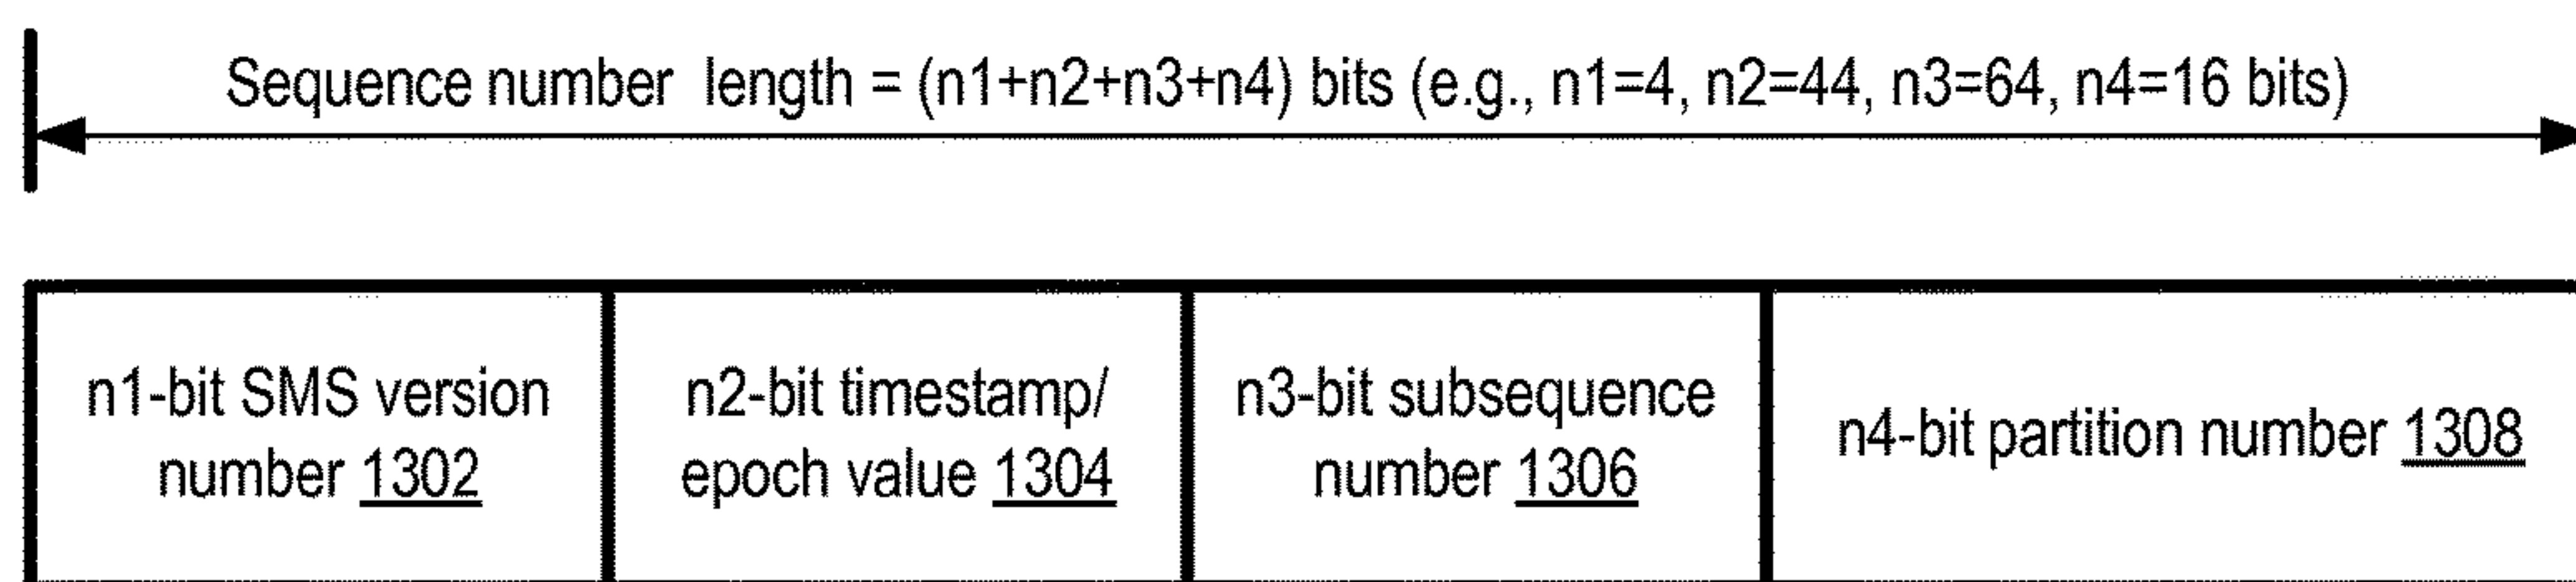 Sequence number length = (n1+n2+n3+n4) bits (e.g., n1=4, n2=44, n3=64, n4=16 bits)
n1-bit SMS version
number 1302
n2-bit timestamp/
epoch value 1304
n3-bit subsequence
number 1306
n4-bit partition number 1308